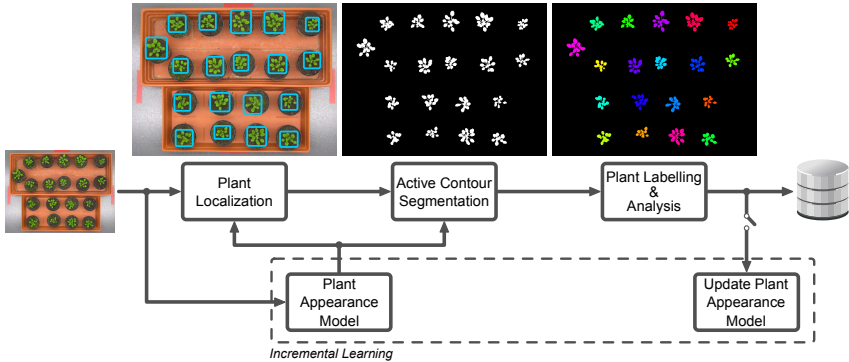 Plant
Localization
Active Contour
Segmentation
Plant Labelling
&
Analysis
Plant
Appearance
Model
Update Plant
Appearance
Model
Incremental Learning